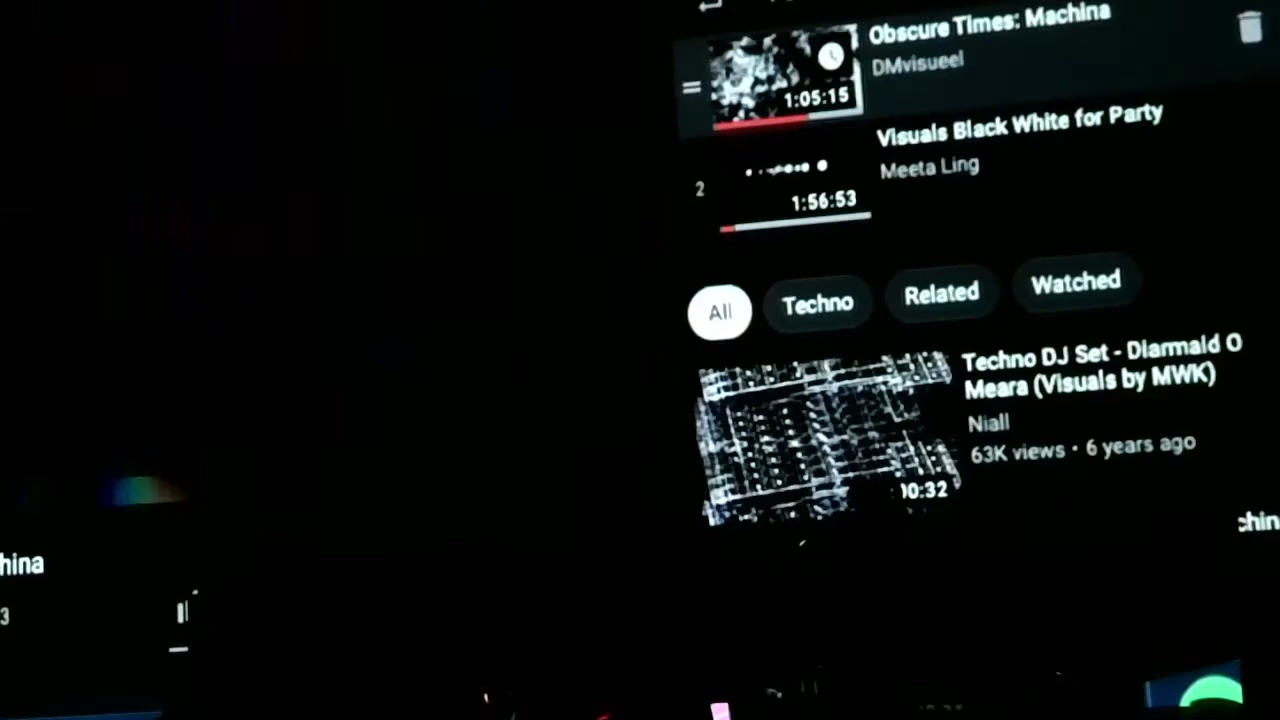 Obscure Times: Machina
DMvisueel
1:05:15
Visuals Black White for Party
Meeta Ling
2
1:56:53
All
Techno
Related
Watched
Techno DJ Set - Diarmaid O
Meara (Visuals by MWK)
Niall
63K views • 6 years ago
00:32
hina
3
chin